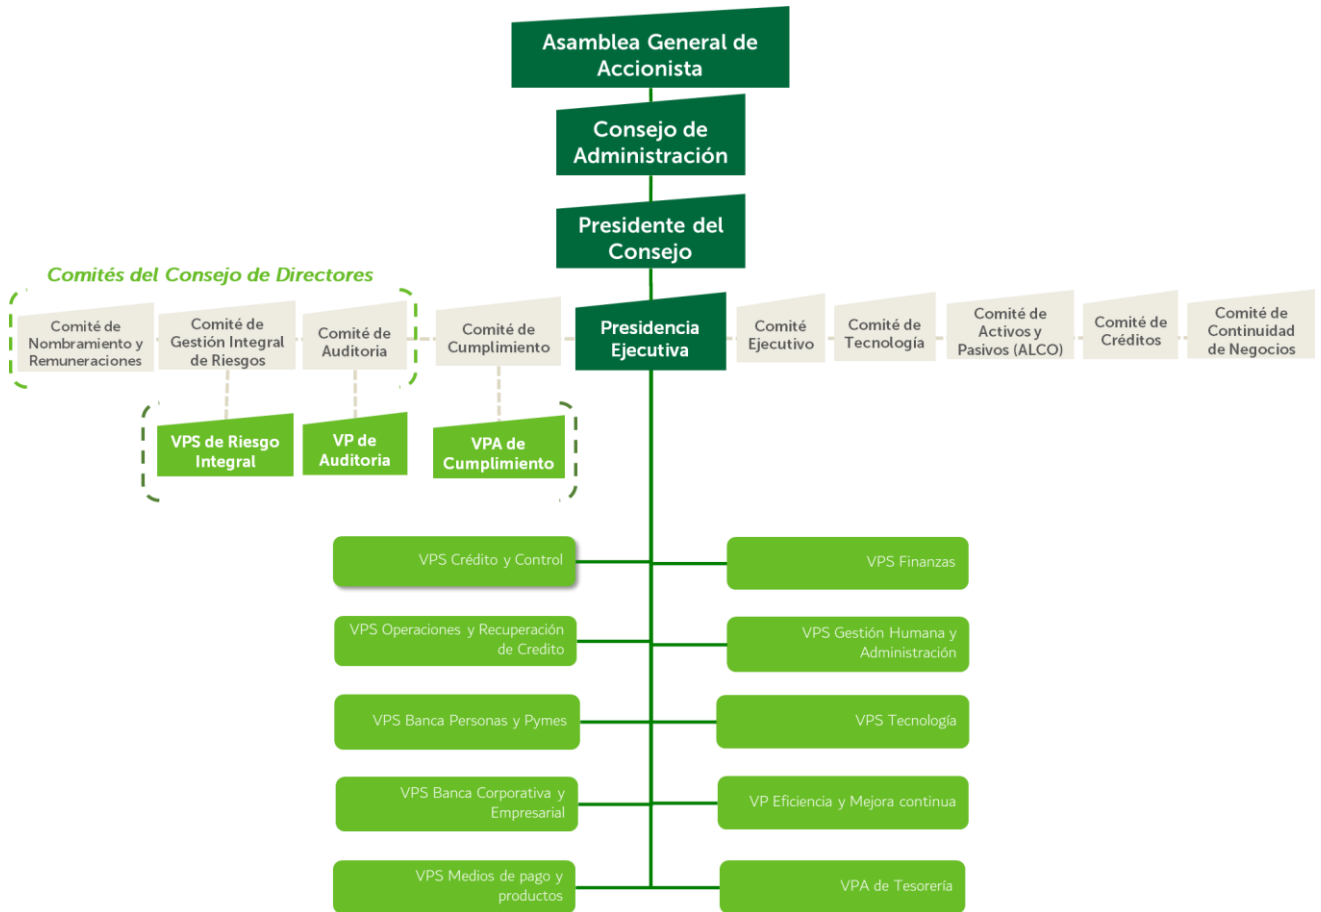 Asamblea General de
Accionista
Consejo de
Administración
Presidente del
Consejo
Comités del Consejo de Directores
Comité de
Nombramiento y
Remuneraciones
Comité de
Gestión Integral
de Riesgos
Comité de
Auditoria
Comité de
Cumplimiento
Presidencia
Ejecutiva
Comité
Ejecutivo
Comité de
Tecnología
Comité de
Activos y
Pasivos (ALCO)
Comité de
Créditos
Comité de
Continuidad
de Negocios
VPS de Riesgo
Integral
VP de
Auditoria
VPA de
Cumplimiento
VPS Crédito y Control
VPS Finanzas
VPS Operaciones y Recuperación
de Credito
VPS Gestión Humana y
Administración
VPS Banca Personas y Pymes
VPS Tecnología
VPS Banca Corporativa y
Empresarial
VP Eficiencia y Mejora continua
VPS Medios de pago y
productos
VPA de Tesorería